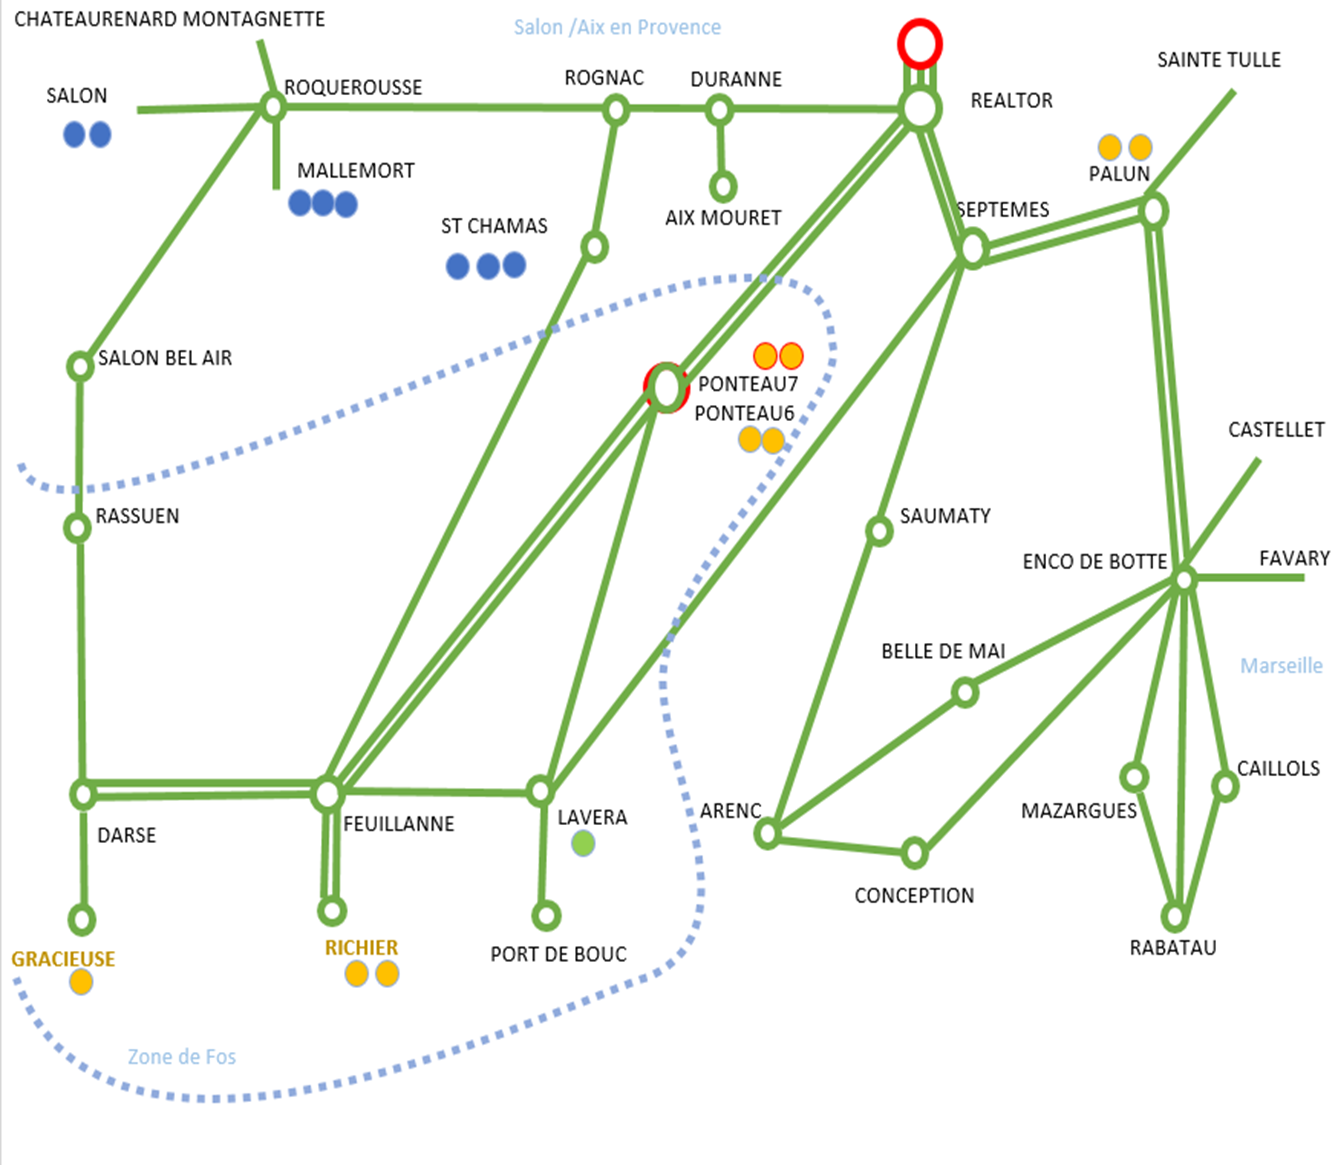 CHATEAURENARD MONTAGNETTE
Salon /Aix en Provence
SAINTE TULLE
ROGNAC
DURANNE
SALON
ROQUEROUSSE
REALTOR
MALLEMORT
PALUN
ST CHAMAS
AIX MOURET
SEPTEMES
SALON BEL AIR
PONTEAU7
PONTEAU6
CASTELLET
RASSUEN
SAUMATY
ENCO DE BOTTE
FAVARY
BELLE DE MAI
Marseille
CAILLOLS
MAZARGUES
ARENC
LAVERA
FEUILLANNE
DARSE
CONCEPTION
RICHIER
RABATAU
PORT DE BOUC
GRACIEUSE
Zone de Fos